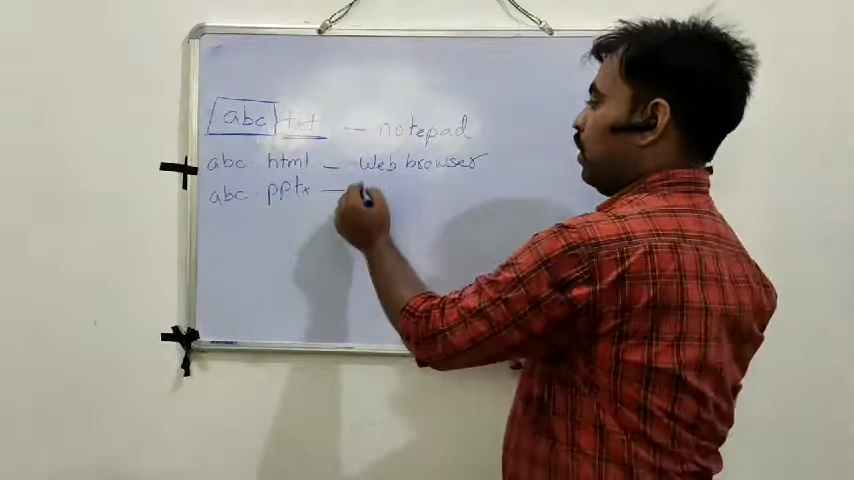 abc txt — notepad
abc. html — Web browser
abc. pptx —